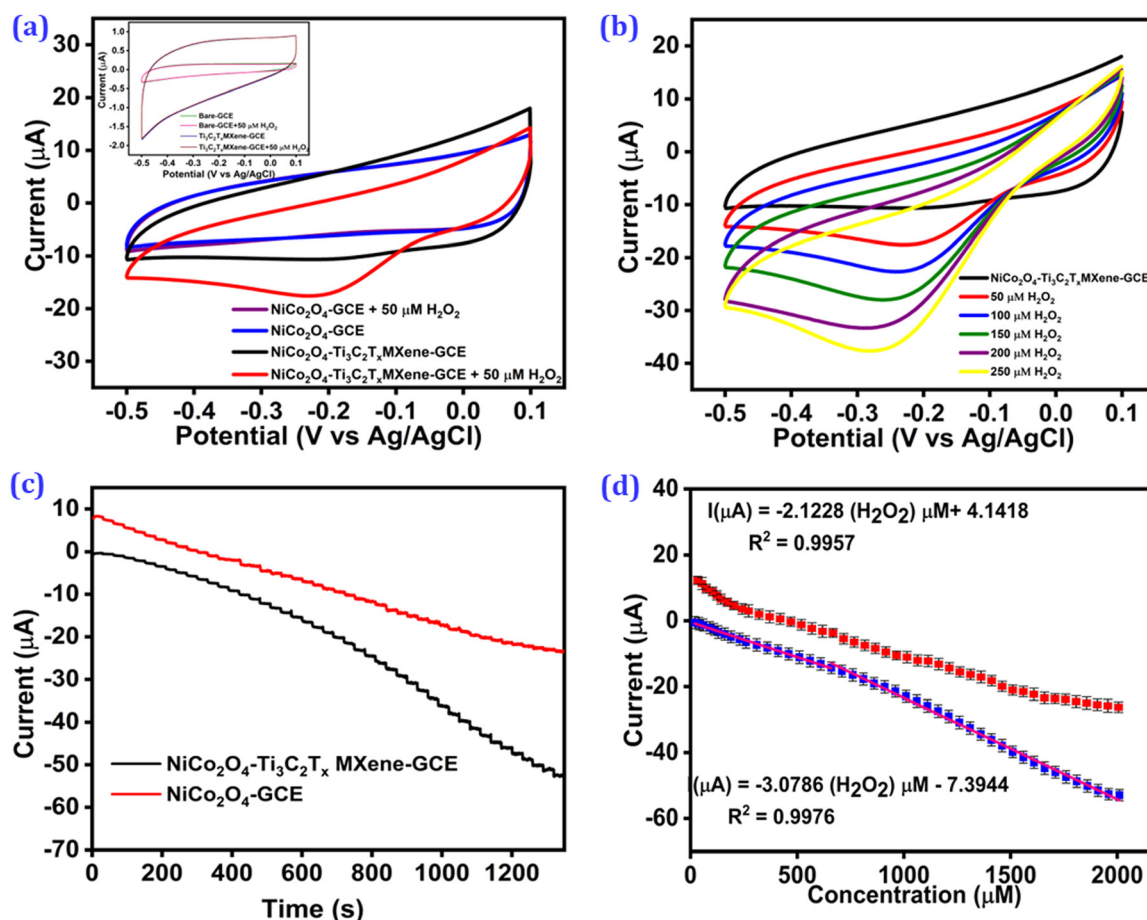 (a)
30
20
10
0
-10
-20
-30
Current (µA)
1.0
0.5
0.0
-0.5
-1.0
-1.5
-2.0
Current (µA)
Bare-GCE
Bare-GCE+50 µM H₂O₂
Ti₃C₂TₓMXene-GCE
Ti₃C₂TₓMXene-GCE+50 µM H₂O₂
-0.5 -0.4 -0.3 -0.2 -0.1 0.0 0.1
Potential (V vs Ag/AgCl)
NiCo₂O₄-GCE + 50 µM H₂O₂
NiCo₂O₄-GCE
NiCo₂O₄-Ti₃C₂TₓMXene-GCE
NiCo₂O₄-Ti₃C₂TₓMXene-GCE + 50 µM H₂O₂
-0.5 -0.4 -0.3 -0.2 -0.1 0.0 0.1
Potential (V vs Ag/AgCl)
(b)
20
10
0
-10
-20
-30
-40
Current (µA)
NiCo₂O₄-Ti₃C₂TₓMXene-GCE
50 µM H₂O₂
100 µM H₂O₂
150 µM H₂O₂
200 µM H₂O₂
250 µM H₂O₂
-0.5 -0.4 -0.3 -0.2 -0.1 0.0 0.1
Potential (V vs Ag/AgCl)
(c)
10
0
-10
-20
-30
-40
-50
-60
-70
Current (µA)
NiCo₂O₄-Ti₃C₂Tₓ MXene-GCE
NiCo₂O₄-GCE
0 200 400 600 800 1000 1200
Time (s)
(d)
40
20
0
-20
-40
-60
Current (µA)
I(µA) = -2.1228 (H₂O₂) µM+ 4.1418
R² = 0.9957
I(µA) = -3.0786 (H₂O₂) µM - 7.3944
R² = 0.9976
0 500 1000 1500 2000
Concentration (µM)